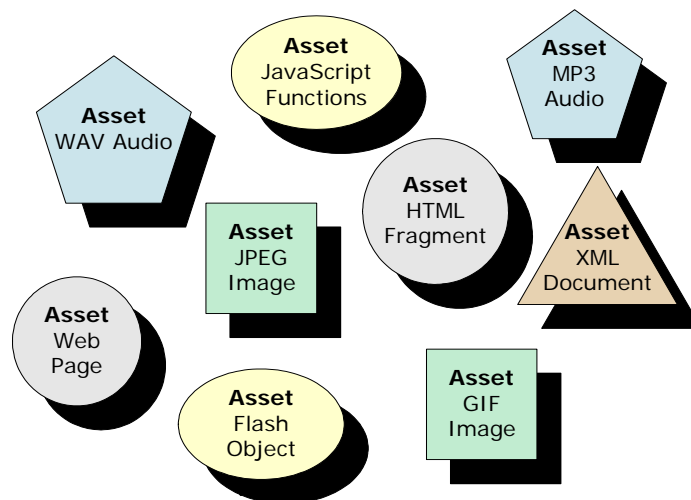 Asset
JavaScript
Functions
Asset
MP3
Audio
Asset
WAV Audio
Asset
HTML
Fragment
Asset
JPEG
Image
Asset
XML
Document
Asset
Web
Page
Asset
Flash
Object
Asset
GIF
Image